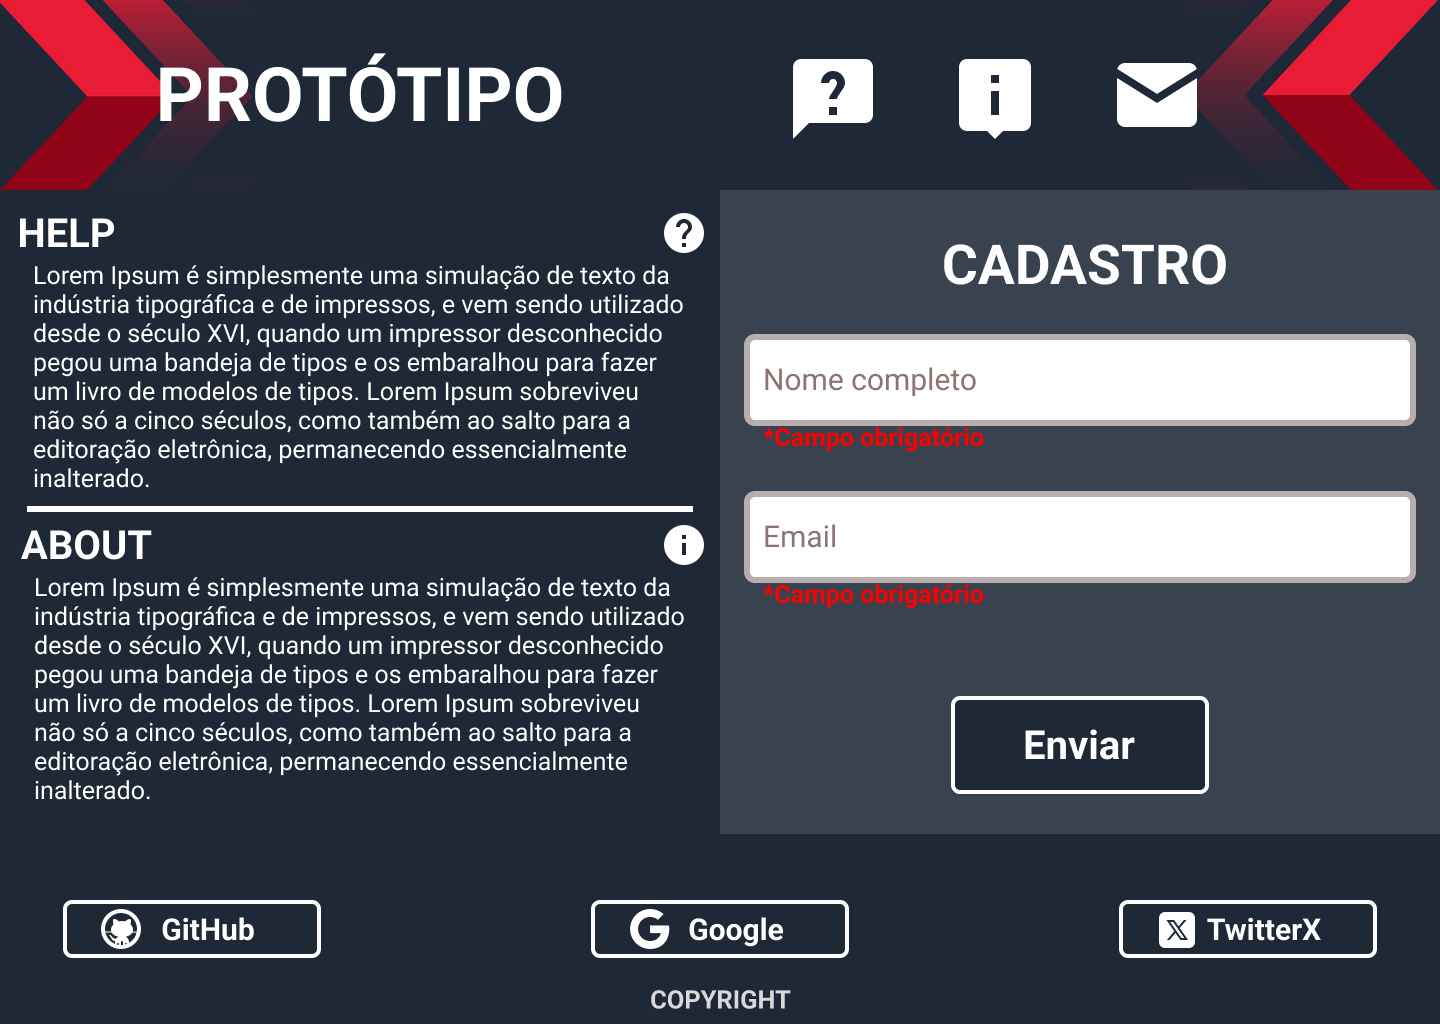 PROTÓTIPO
HELP
Lorem Ipsum é simplesmente uma simulação de texto da
indústria tipográfica e de impressos, e vem sendo utilizado
desde o século XVI, quando um impressor desconhecido
pegou uma bandeja de tipos e os embaralhou para fazer
um livro de modelos de tipos. Lorem Ipsum sobreviveu
não só a cinco séculos, como também ao salto para a
editoração eletrônica, permanecendo essencialmente
inalterado.
ABOUT
Lorem Ipsum é simplesmente uma simulação de texto da
indústria tipográfica e de impressos, e vem sendo utilizado
desde o século XVI, quando um impressor desconhecido
pegou uma bandeja de tipos e os embaralhou para fazer
um livro de modelos de tipos. Lorem Ipsum sobreviveu
não só a cinco séculos, como também ao salto para a
editoração eletrônica, permanecendo essencialmente
inalterado.
CADASTRO
Nome completo
*Campo obrigatório
Email
*Campo obrigatório
Enviar
GitHub
Google
TwitterX
COPYRIGHT